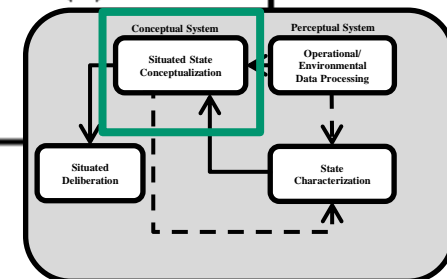 Conceptual System
Perceptual System
Situated State
Conceptualization
Operational/
Environmental
Data Processing
Situated
Deliberation
State
Characterization